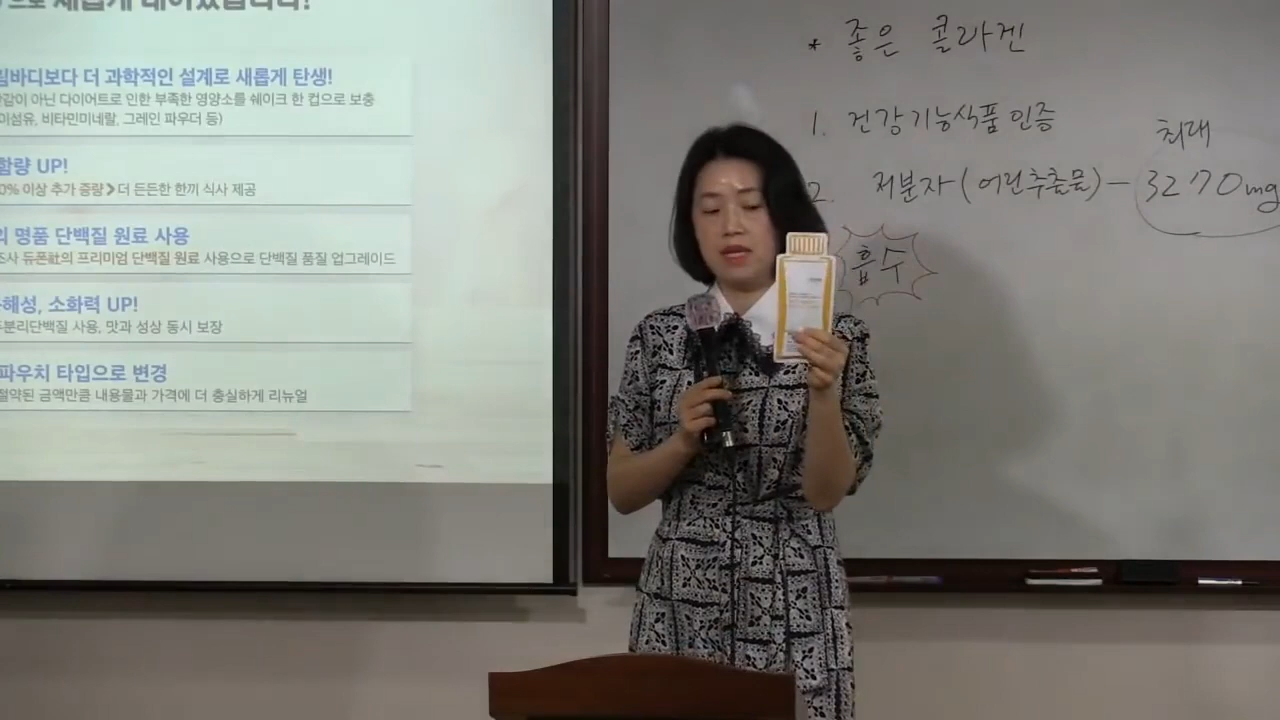 새롭게 태어났습니다!
밀바디보다 더 과학적인 설계로 새롭게 탄생!
아닌 다이어트로 인한 부족한 영양소를 쉐이크 한 컵으로 보충
비타민미네랄, 그레인 파우더 등)
함량 UP!
0% 이상 추가 증량 > 더 든든한 한끼 식사 제공
의 명품 단백질 원료 사용
듀폰社의 프리미엄 단백질 원료 사용으로 단백질 품질 업그레이드
용해성, 소화력 UP!
대두분리단백질 사용, 맛과 성상 동시 보장
파우치 타입으로 변경
절약된 금액만큼 내용물과 가격에 더 충실하게 리뉴얼
* 좋은 콜라겐
1. 건강기능식품 인증
최대
2. 저분자 (어린추출물) - 3270mg
흡수